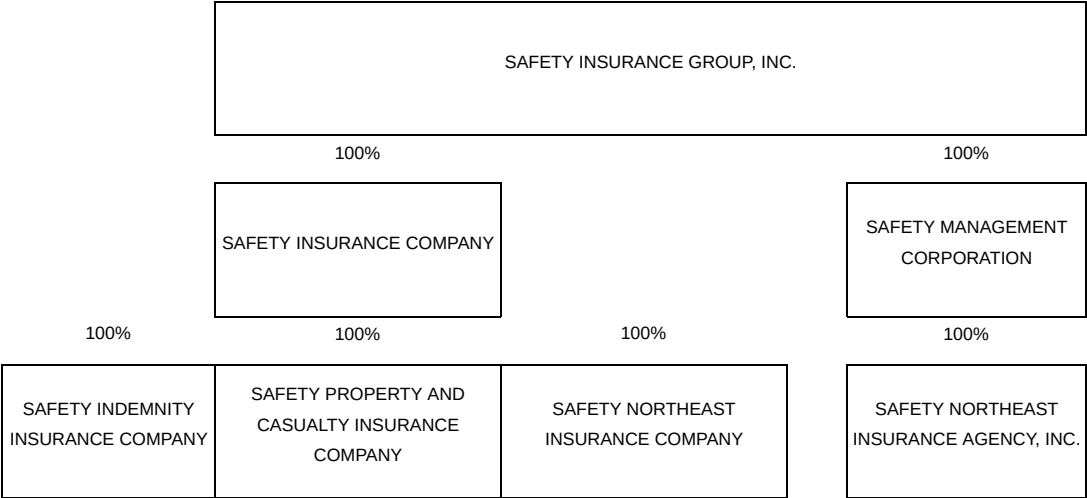 SAFETY INSURANCE GROUP, INC.
100%
100%
SAFETY INSURANCE COMPANY
SAFETY MANAGEMENT
CORPORATION
100%
100%
100%
100%
SAFETY INDEMNITY
INSURANCE COMPANY
SAFETY PROPERTY AND
CASUALTY INSURANCE
COMPANY
SAFETY NORTHEAST
INSURANCE COMPANY
SAFETY NORTHEAST
INSURANCE AGENCY, INC.